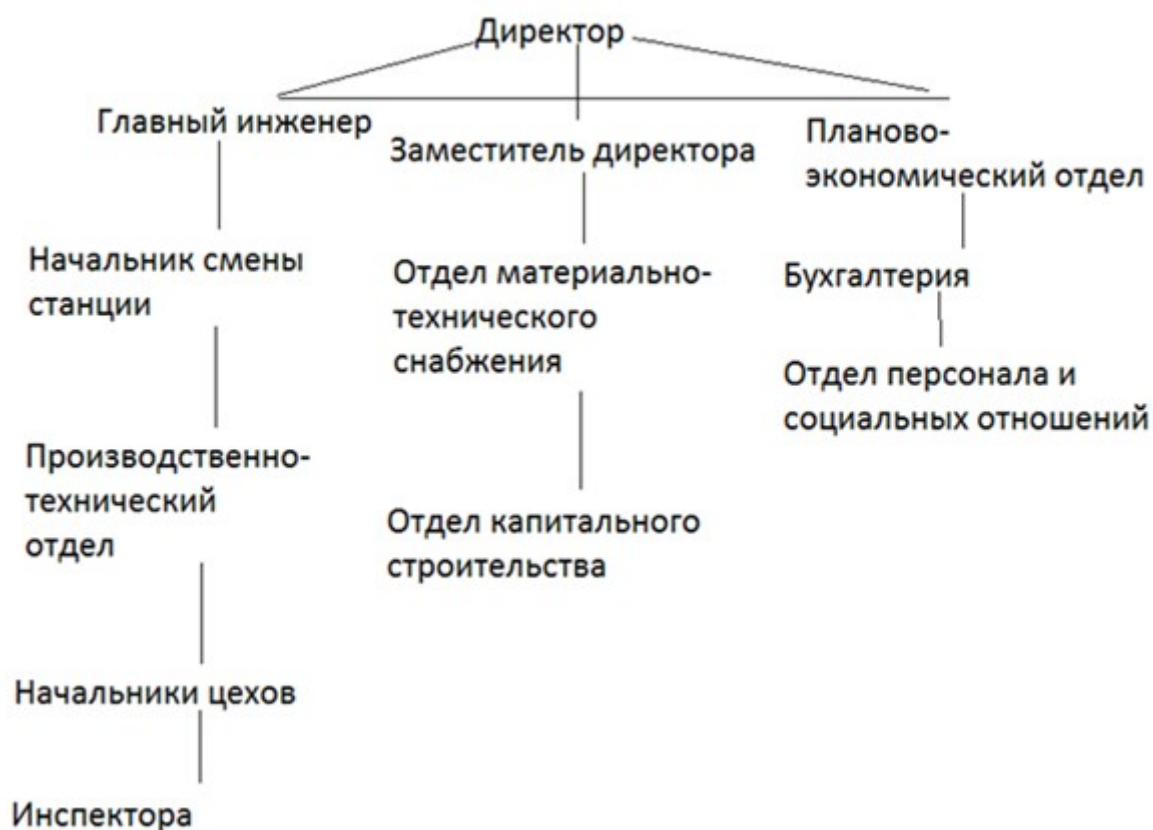 Директор
Главный инженер
Заместитель директора
Планово-
экономический отдел
Начальник смены
станции
Отдел материально-
технического
снабжения
Бухгалтерия
Отдел персонала и
социальных отношений
Производственно-
технический
отдел
Отдел капитального
строительства
Начальники цехов
Инспектора